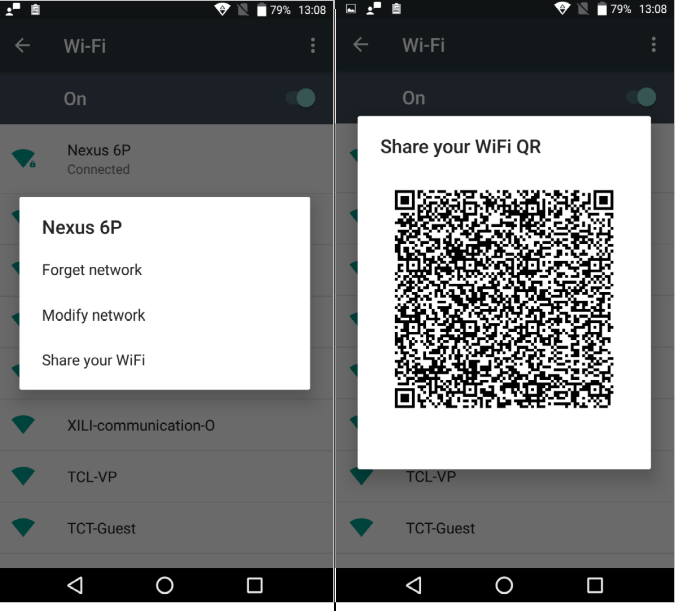 79% 13:08
Wi-Fi
On
Nexus 6P
Connected
Nexus 6P
Forget network
Modify network
Share your WiFi
XILI-communication-O
TCL-VP
TCT-Guest
79% 13:08
Wi-Fi
On
Share your WiFi QR
TCL-VP
TCT-Guest